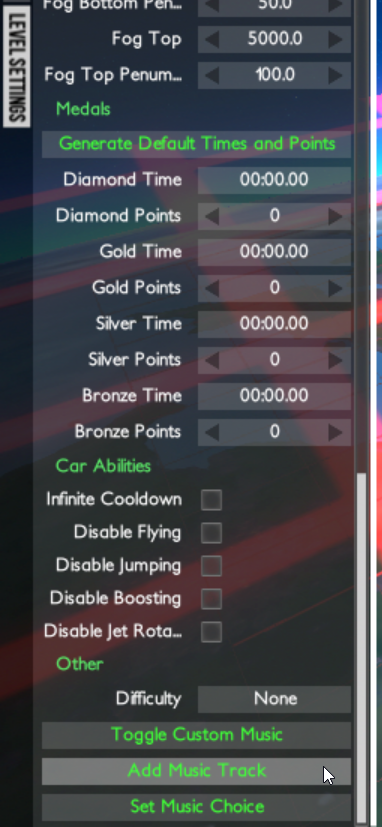 LEVEL SETTINGS
Fog Bottom Pen... 50.0
Fog Top 5000.0
Fog Top Penum... 100.0
Medals
Generate Default Times and Points
Diamond Time 00:00.00
Diamond Points 0
Gold Time 00:00.00
Gold Points 0
Silver Time 00:00.00
Silver Points 0
Bronze Time 00:00.00
Bronze Points 0
Car Abilities
Infinite Cooldown
Disable Flying
Disable Jumping
Disable Boosting
Disable Jet Rota...
Other
Difficulty None
Toggle Custom Music
Add Music Track
Set Music Choice